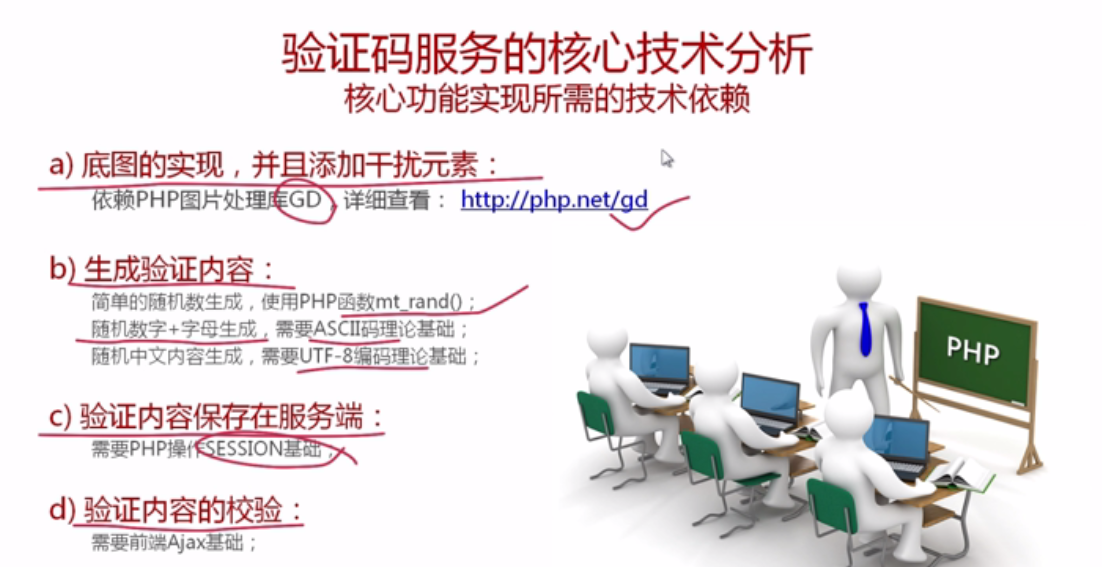 验证码服务的核心技术分析
核心功能实现所需的技术依赖
a) 底图的实现，并且添加干扰元素：
依赖PHP图片处理库GD，详细查看： http://php.net/gd
b) 生成验证内容：
简单的随机数生成，使用PHP函数mt_rand()；
随机数字+字母生成，需要ASCII码理论基础；
随机中文内容生成，需要UTF-8编码理论基础；
c) 验证内容保存在服务端：
需要PHP操作SESSION基础；
d) 验证内容的校验：
需要前端Ajax基础；
PHP